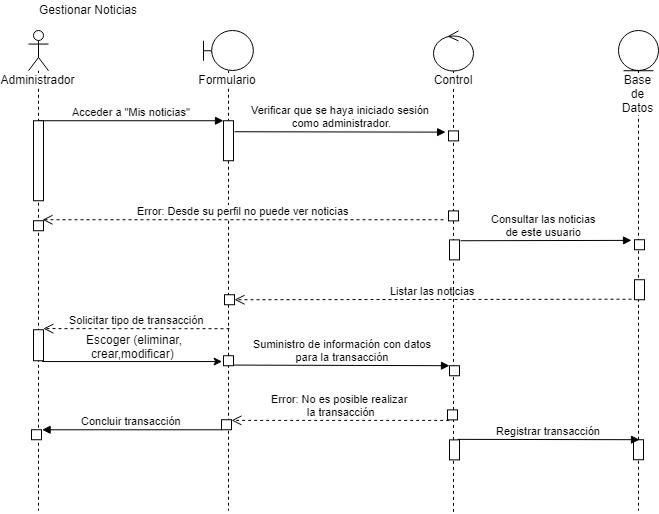 Gestionar Noticias
Administrador
Formulario
Control
Base
de
Datos
Acceder a "Mis noticias"
Verificar que se haya iniciado sesión
como administrador.
Error: Desde su perfil no puede ver noticias
Consultar las noticias
de este usuario
Listar las noticias
Solicitar tipo de transacción
Escoger (eliminar,
crear,modificar)
Suministro de información con datos
para la transacción
Error: No es posible realizar
la transacción
Concluir transacción
Registrar transacción